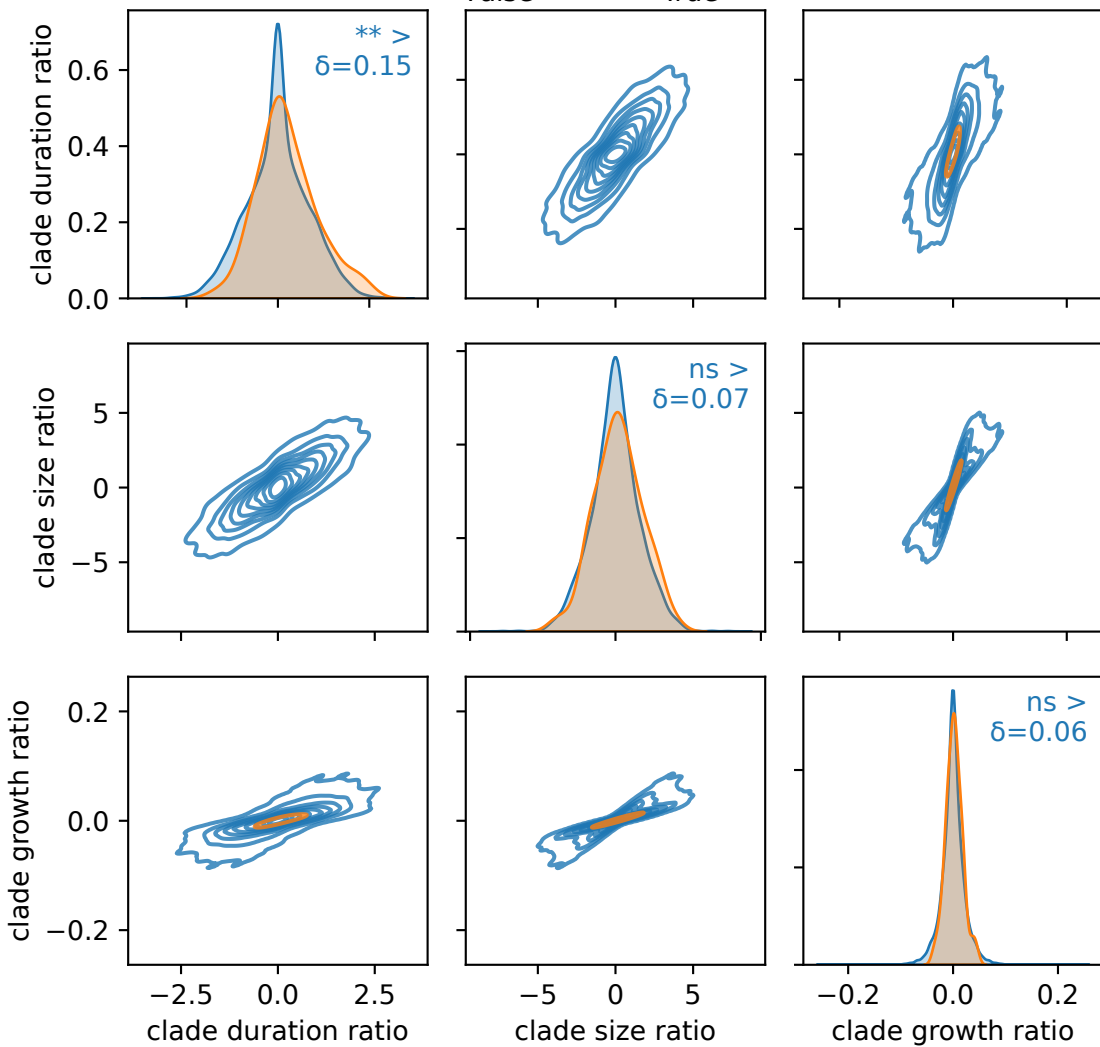 clade duration ratio
0.6
0.4
0.2
0.0
** >
δ=0.15
clade size ratio
5
0
−5
ns >
δ=0.07
clade growth ratio
0.2
0.0
−0.2
ns >
δ=0.06
−2.5 0.0 2.5
−5 0 5
−0.2 0.0 0.2
clade duration ratio
clade size ratio
clade growth ratio